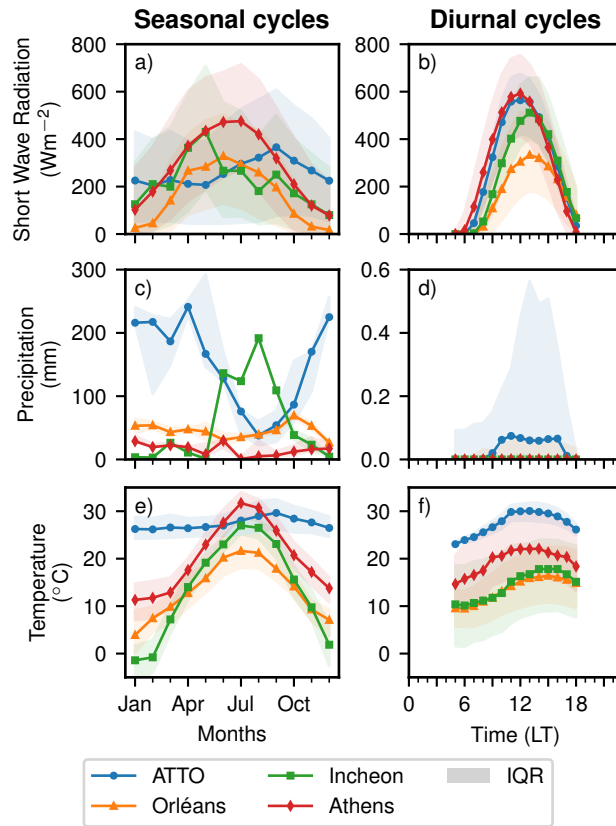 Seasonal cycles
Diurnal cycles
Short Wave Radiation
(Wm−2)
800
600
400
200
0
a)
800
600
400
200
0
b)
Precipitation
(mm)
300
200
100
0
c)
0.6
0.4
0.2
0.0
d)
Temperature
(°C)
30
20
10
0
e)
30
20
10
0
f)
Jan
Apr
Jul
Oct
Months
0
6
12
18
Time (LT)
ATTO
Incheon
IQR
Orléans
Athens